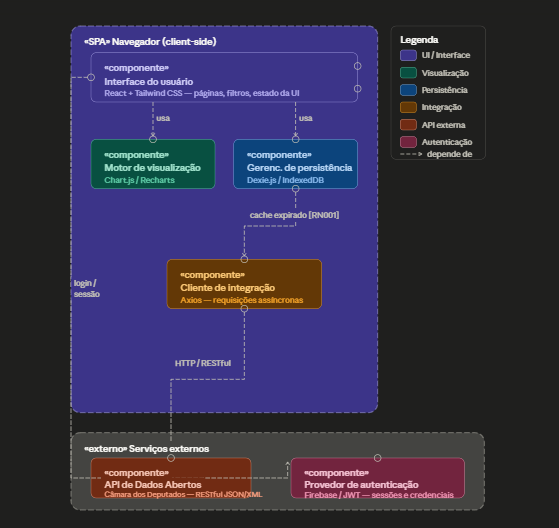 «SPA» Navegador (client-side)
«componente»
Interface do usuário
React + Tailwind CSS — páginas, filtros, estado da UI
usa
usa
«componente»
Motor de visualização
Chart.js / Recharts
«componente»
Gerenc. de persistência
Dexie.js / IndexedDB
cache expirado [RN001]
«componente»
Cliente de integração
Axios — requisições assíncronas
login /
sessão
HTTP / RESTful
«externo» Serviços externos
«componente»
API de Dados Abertos
Câmara dos Deputados — RESTful JSON/XML
«componente»
Provedor de autenticação
Firebase / JWT — sessões e credenciais
Legenda
UI / Interface
Visualização
Persistência
Integração
API externa
Autenticação
depende de